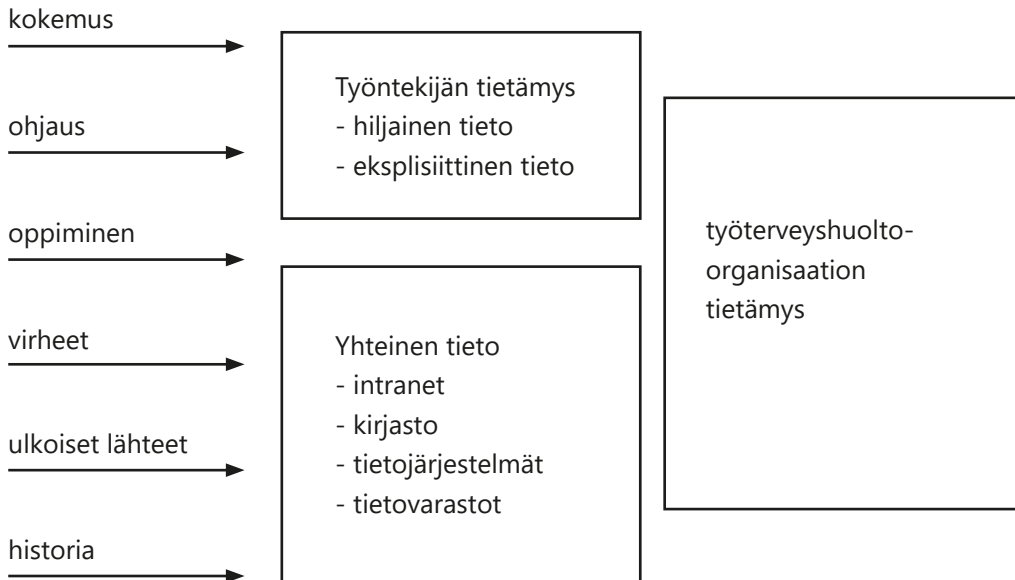 kokemus
ohjaus
oppiminen
virheet
ulkoiset lähteet
historia
Työntekijän tietämys
- hiljainen tieto
- eksplisiittinen tieto
Yhteinen tieto
- intranet
- kirjasto
- tietojärjestelmät
- tietovarastot
työterveyshuolto-
organisaation
tietämys